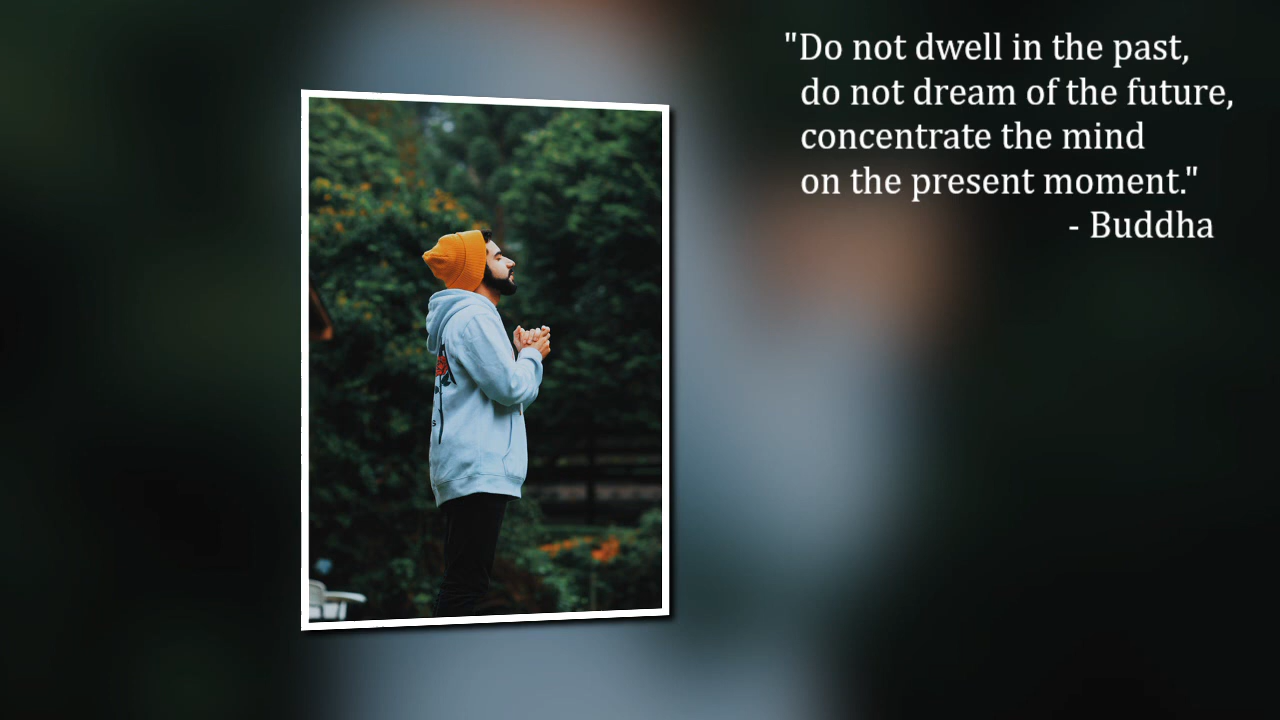 "Do not dwell in the past,
do not dream of the future,
concentrate the mind
on the present moment."
- Buddha